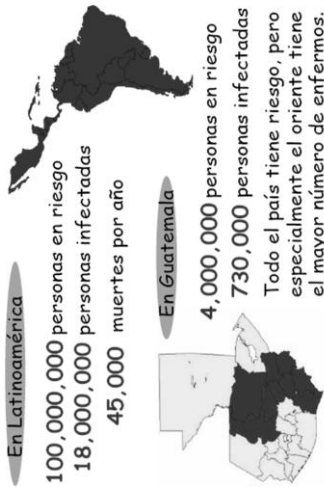 En Latinoamérica
100,000,000 personas en riesgo
18,000,000 personas infectadas
45,000 muertes por año
En Guatemala
4,000,000 personas en riesgo
730,000 personas infectadas
Todo el país tiene riesgo, pero
especialmente el oriente tiene
el mayor número de enfermos.